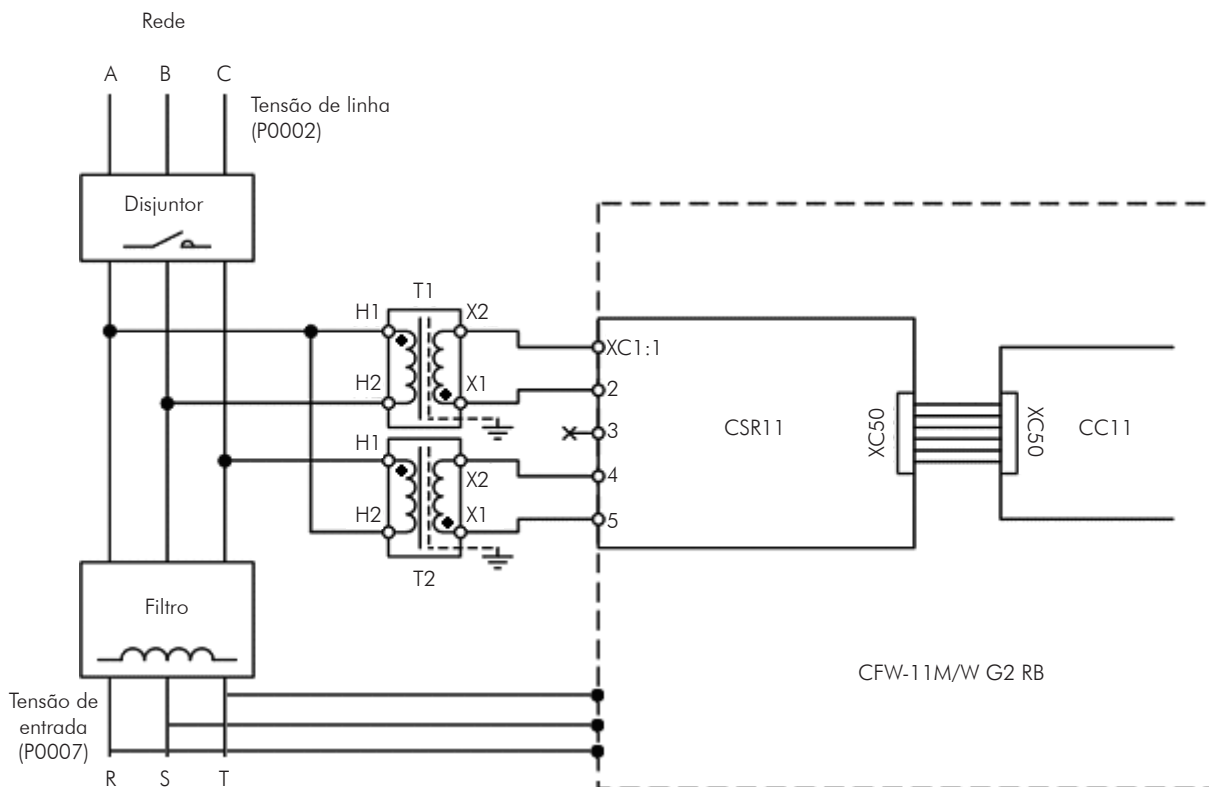 Rede
A B C
Tensão de linha
(P0002)
Disjuntor
T1
H1 X2
H2 X1
XC1:1
2
3
4
5
H1 X2
H2 X1
T2
CSR11
XC50
XC50
CC11
Filtro
CFW-11M/W G2 RB
Tensão de
entrada
(P0007)
R S T